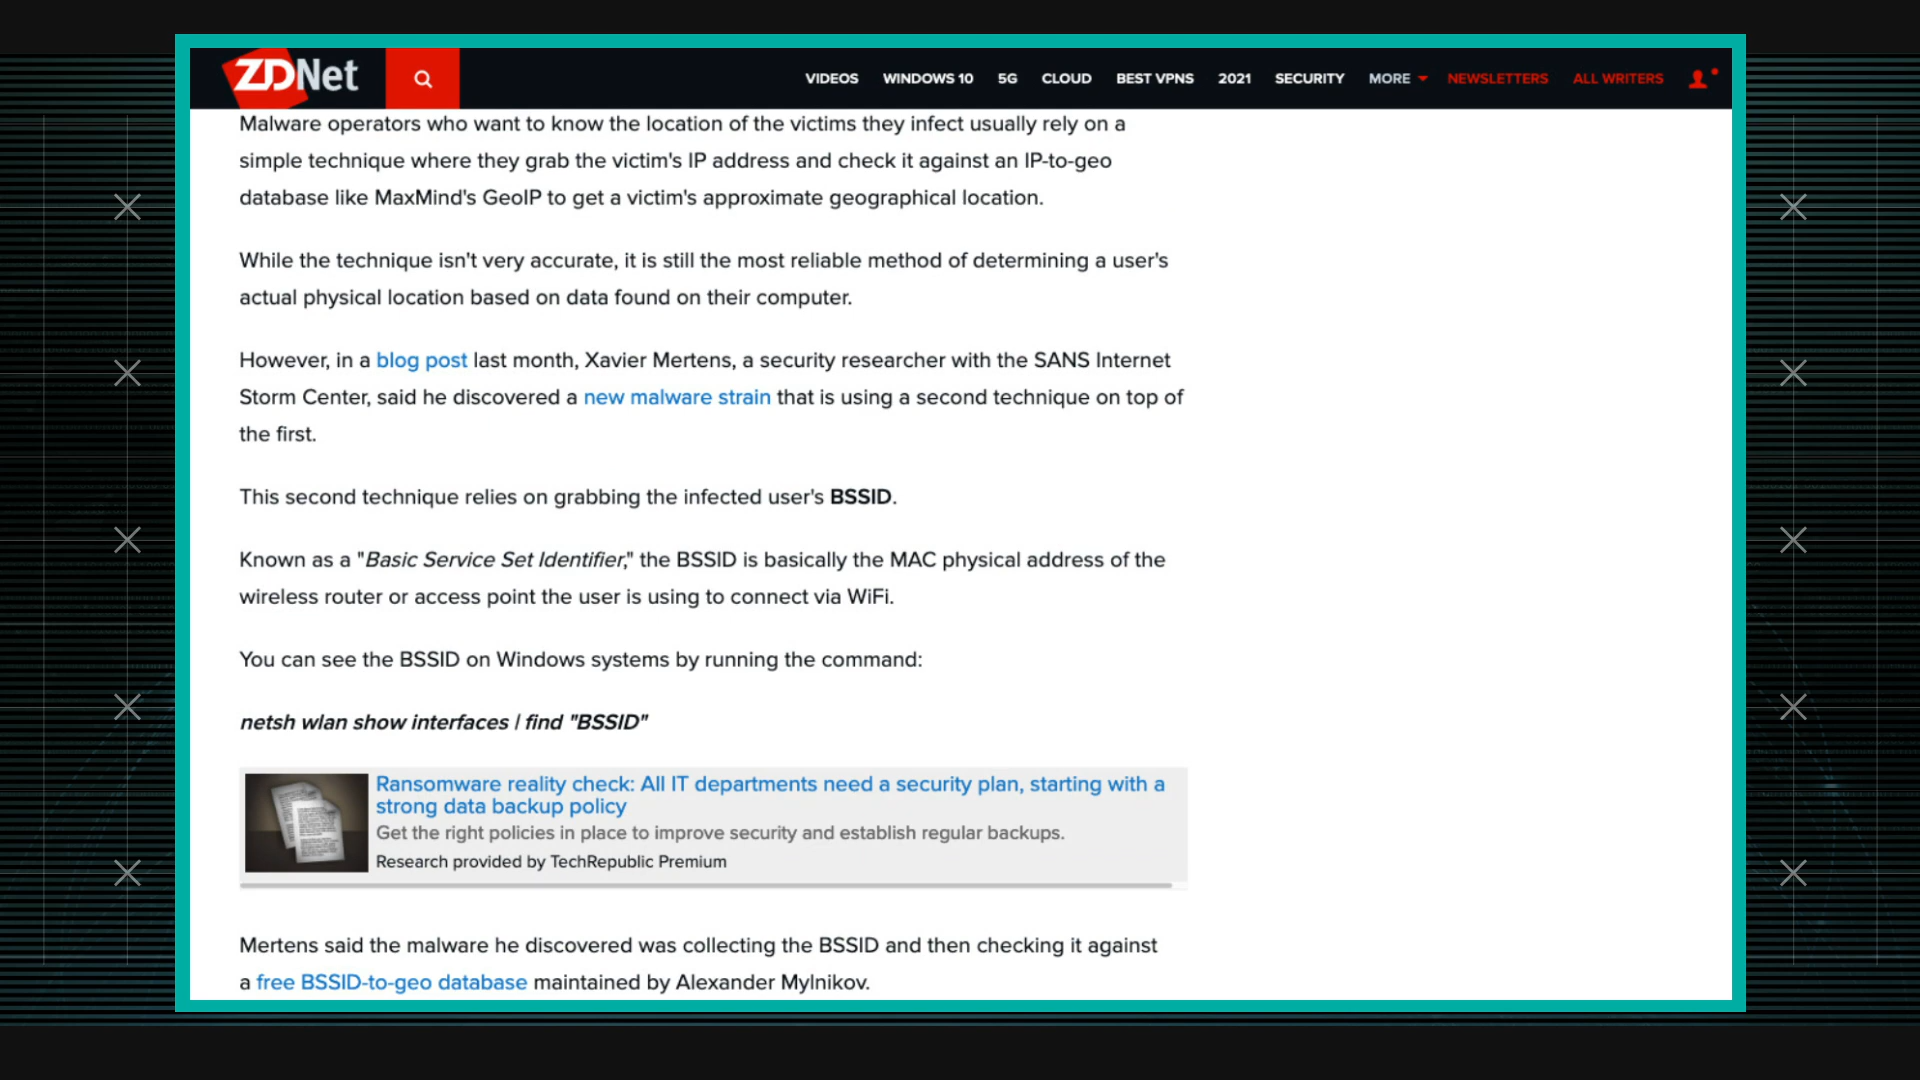 ZDNet
VIDEOS WINDOWS 10 5G CLOUD BEST VPNS 2021 SECURITY MORE NEWSLETTERS ALL WRITERS
Malware operators who want to know the location of the victims they infect usually rely on a
simple technique where they grab the victim's IP address and check it against an IP-to-geo
database like MaxMind's GeoIP to get a victim's approximate geographical location.
While the technique isn't very accurate, it is still the most reliable method of determining a user's
actual physical location based on data found on their computer.
However, in a blog post last month, Xavier Mertens, a security researcher with the SANS Internet
Storm Center, said he discovered a new malware strain that is using a second technique on top of
the first.
This second technique relies on grabbing the infected user's BSSID.
Known as a "Basic Service Set Identifier," the BSSID is basically the MAC physical address of the
wireless router or access point the user is using to connect via WiFi.
You can see the BSSID on Windows systems by running the command:
netsh wlan show interfaces | find "BSSID"
Ransomware reality check: All IT departments need a security plan, starting with a
strong data backup policy
Get the right policies in place to improve security and establish regular backups.
Research provided by TechRepublic Premium
Mertens said the malware he discovered was collecting the BSSID and then checking it against
a free BSSID-to-geo database maintained by Alexander Mylnikov.